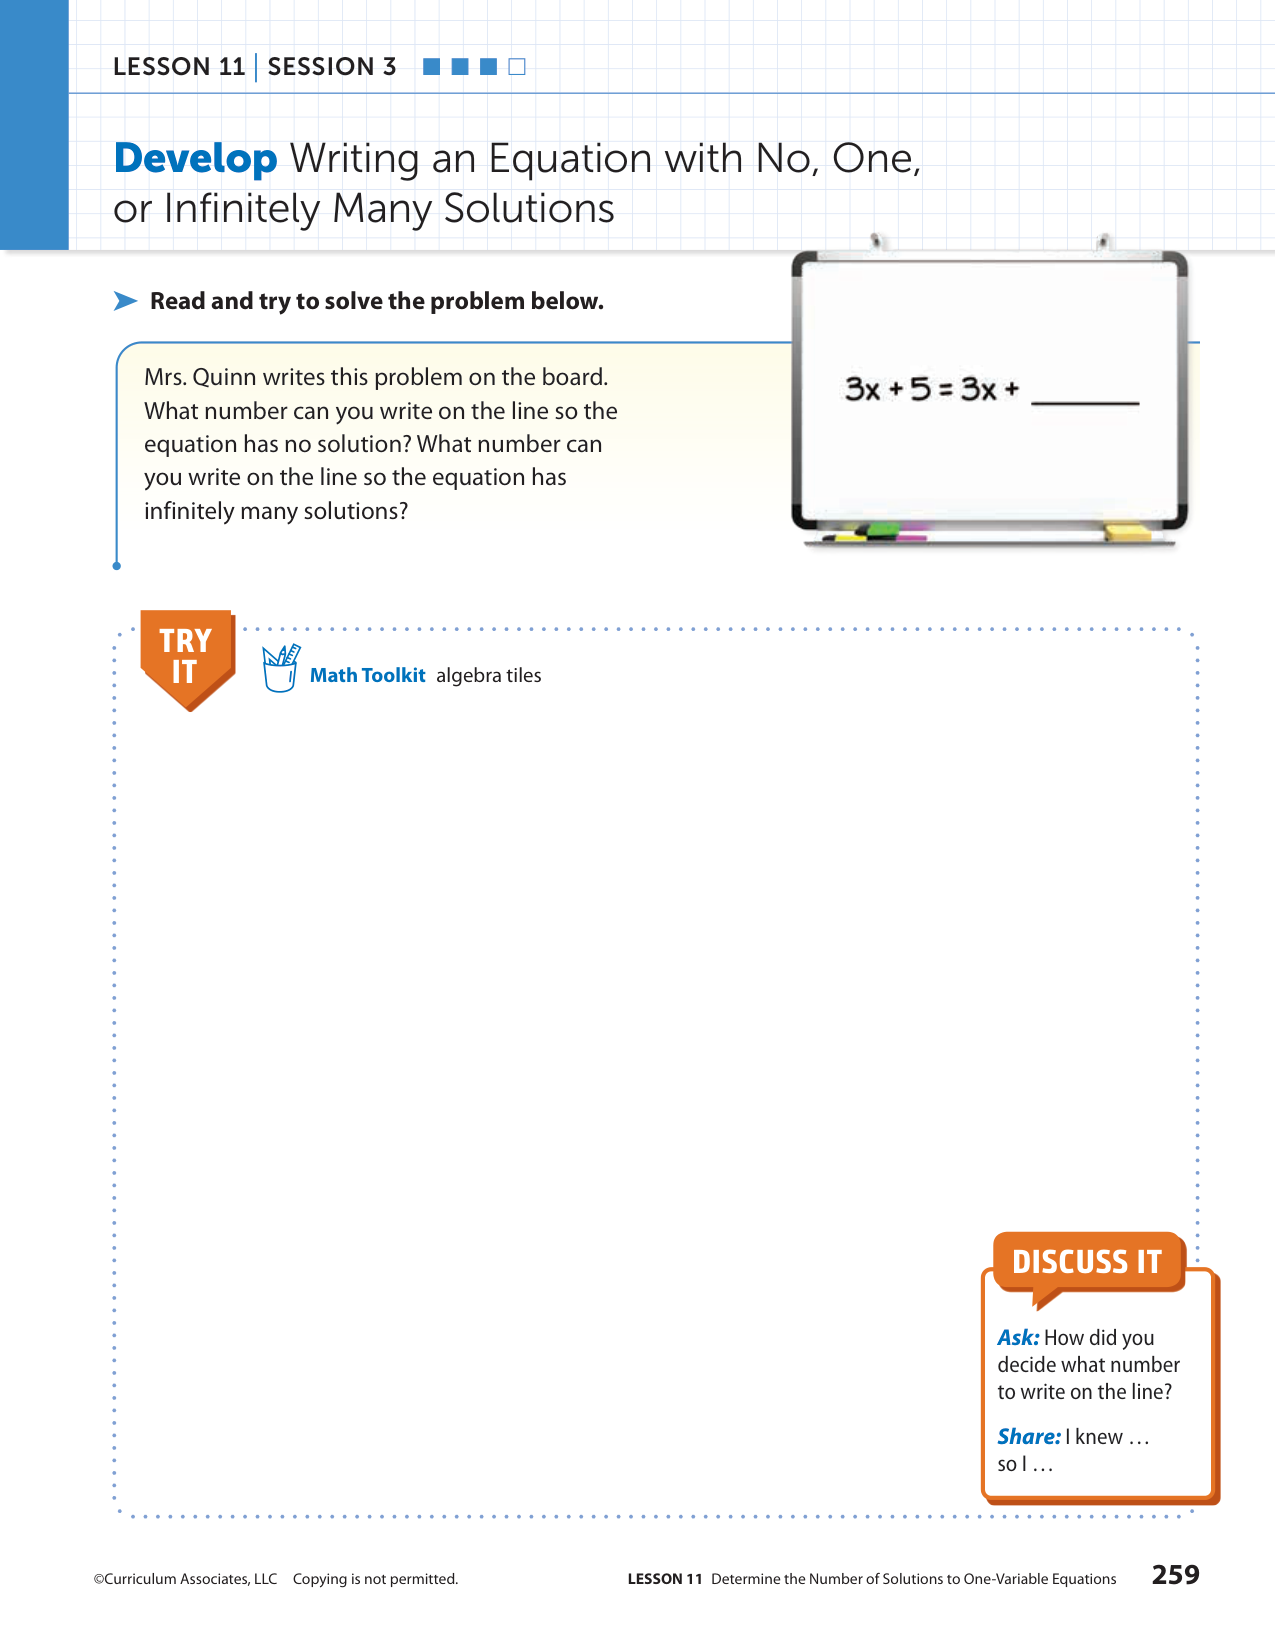 LESSON 11 | SESSION 3
Develop Writing an Equation with No, One,
or Infinitely Many Solutions
Read and try to solve the problem below.
Mrs. Quinn writes this problem on the board.
What number can you write on the line so the
equation has no solution? What number can
you write on the line so the equation has
infinitely many solutions?
3x + 5 = 3x + ______
TRY
IT
Math Toolkit algebra tiles
DISCUSS IT
Ask: How did you
decide what number
to write on the line?
Share: I knew …
so I …
©Curriculum Associates, LLC Copying is not permitted.
LESSON 11 Determine the Number of Solutions to One-Variable Equations 259